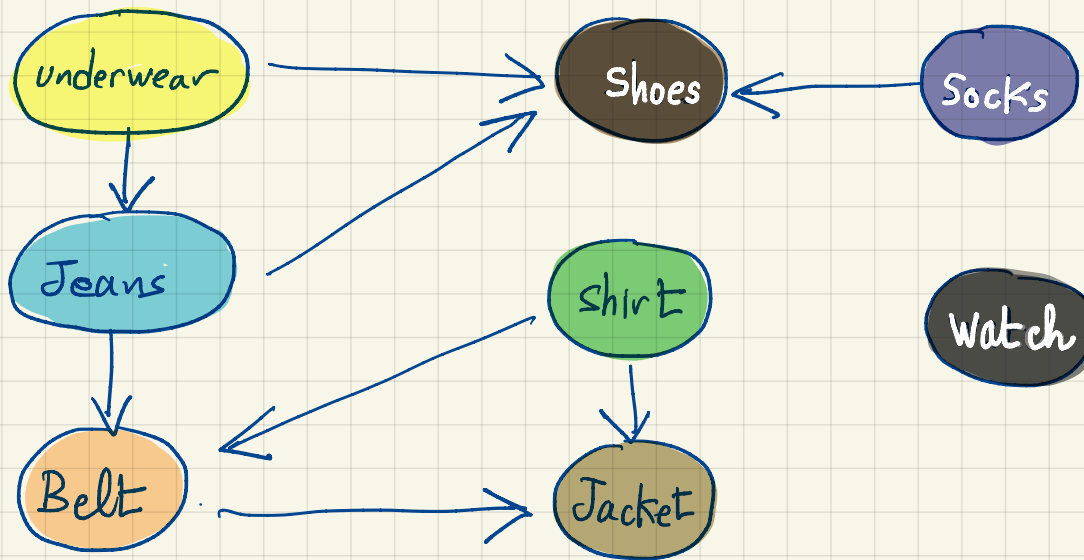 underwear
Shoes
Socks
Jeans
Shirt
Watch
Belt
Jacket